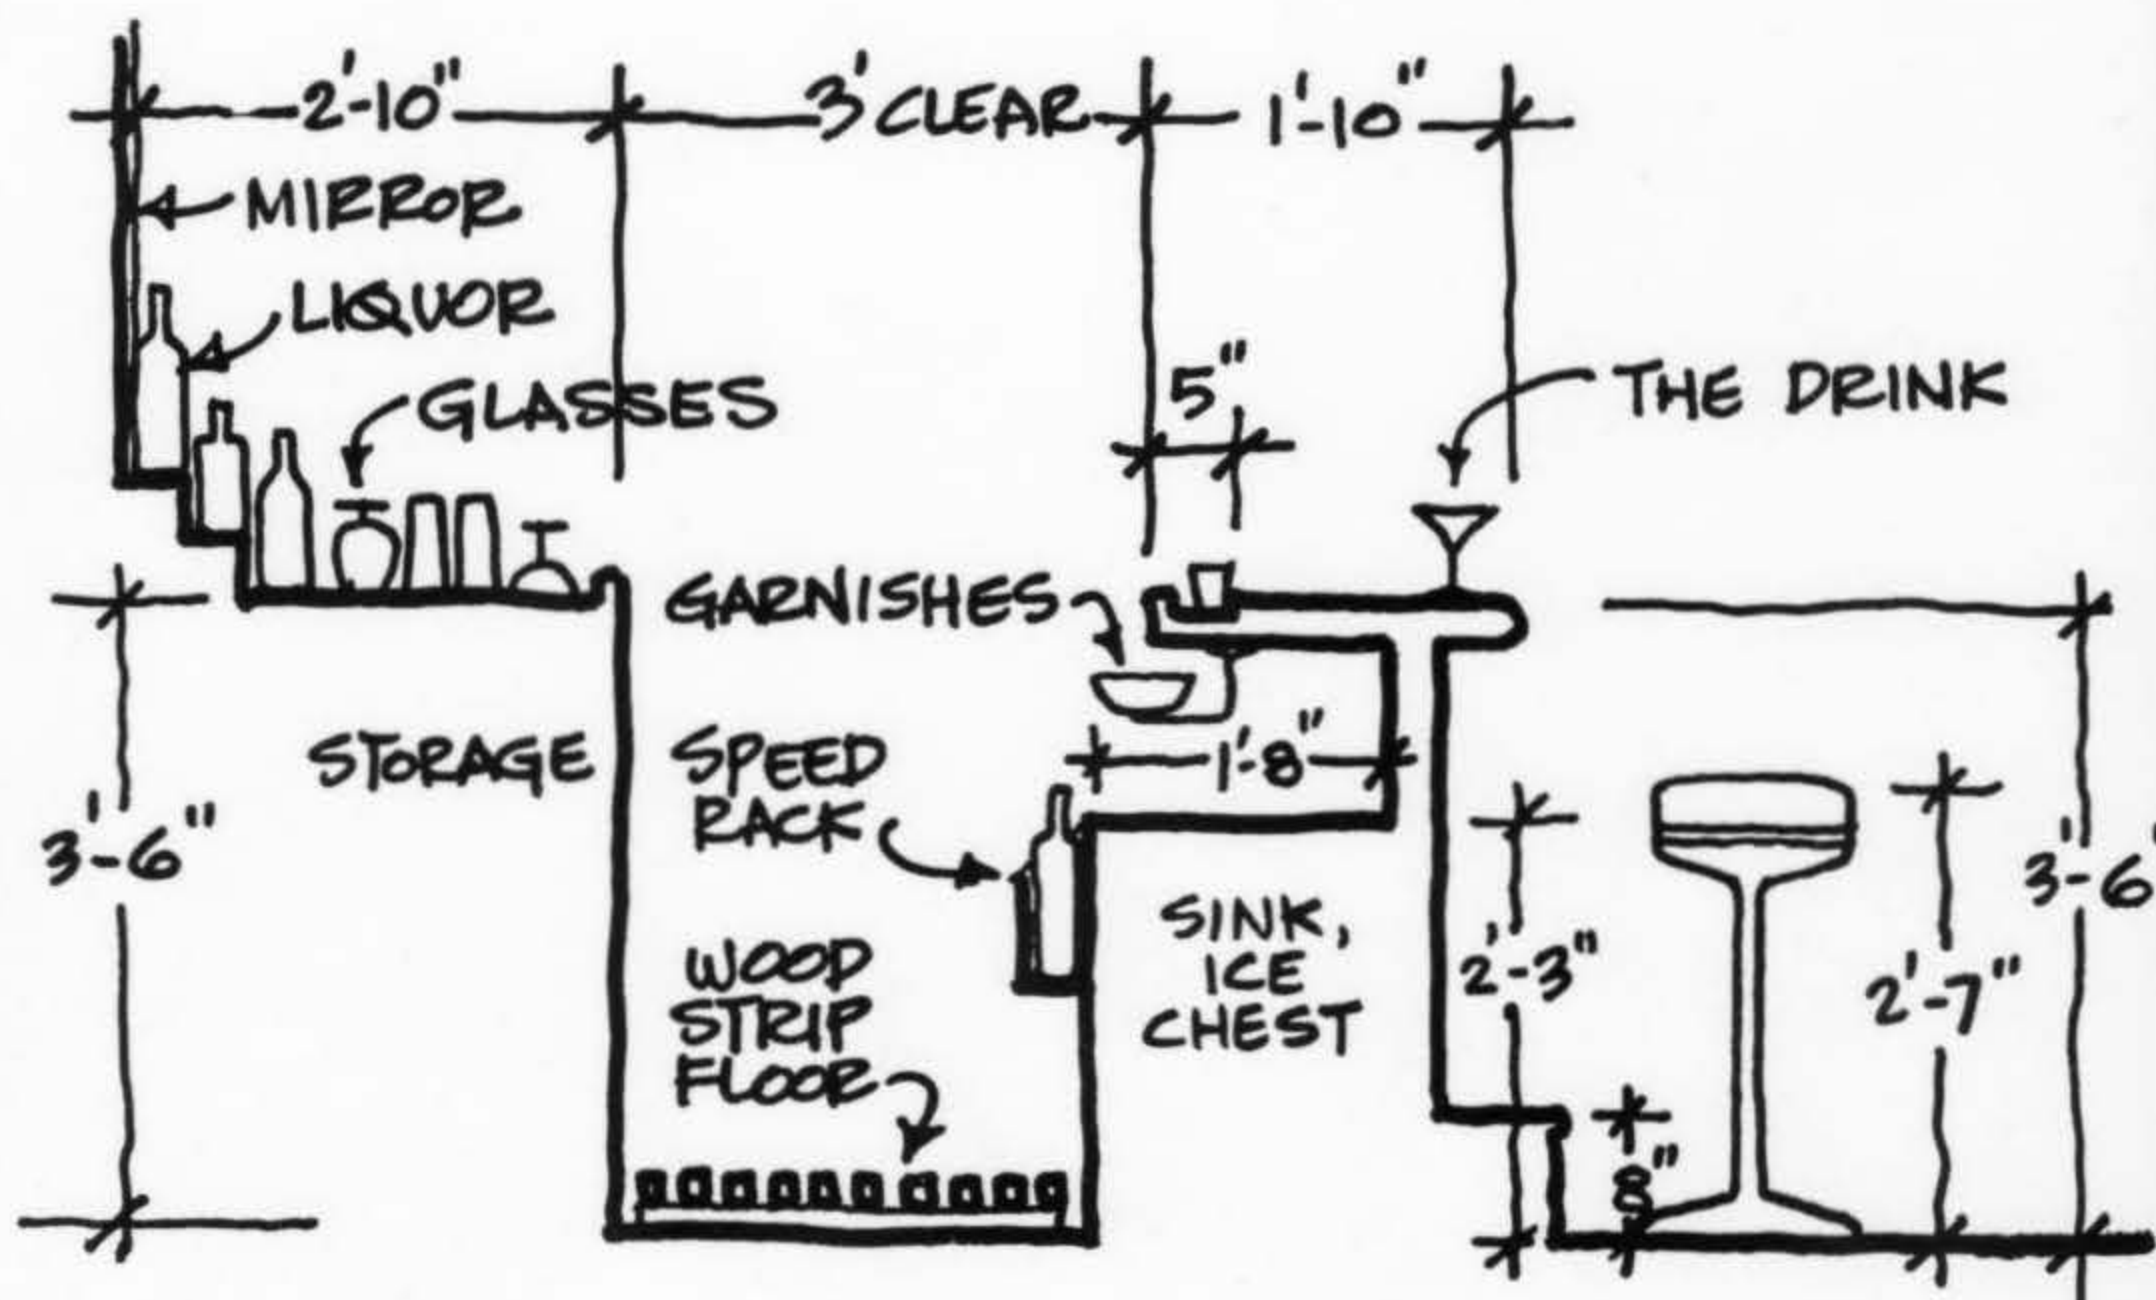 2'-10"
3' CLEAR
1'-10"
MIRROR
LIQUOR
GLASSES
5"
THE DRINK
GARNISHES
STORAGE
SPEED
RACK
1'-8"
3'-6"
SINK,
ICE
CHEST
2'-3"
2'-7"
3'-6"
WOOD
STRIP
FLOOR
8"